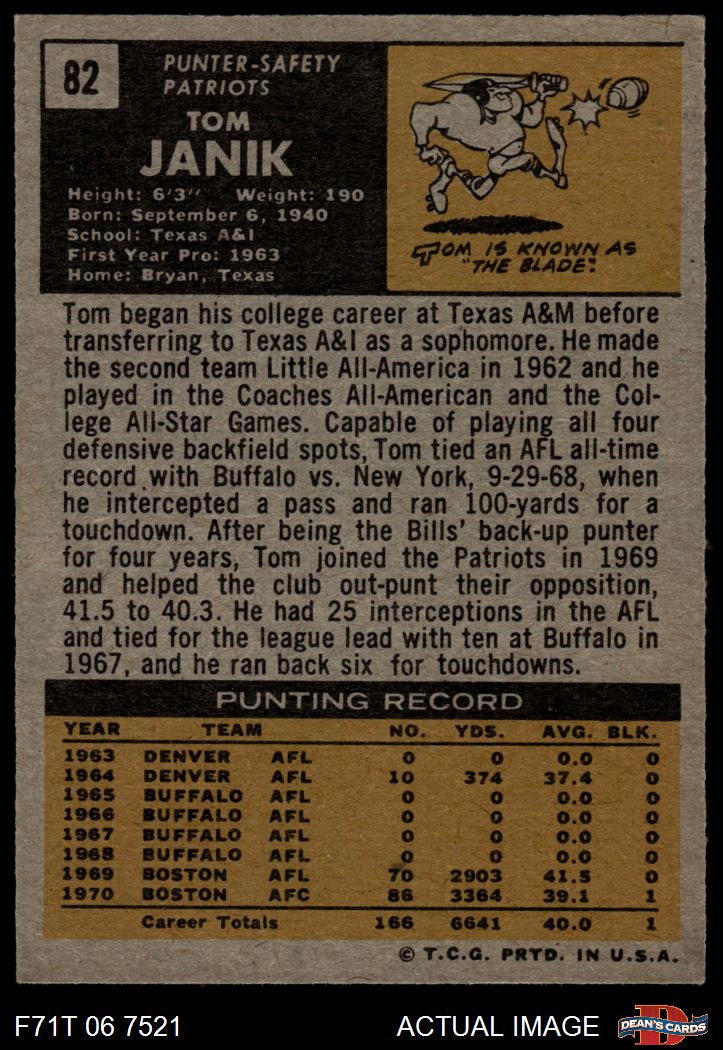 82
PUNTER-SAFETY
PATRIOTS
TOM
JANIK
Height: 6'3" Weight: 190
Born: September 6, 1940
School: Texas A&I
First Year Pro: 1963
Home: Bryan, Texas
TOM IS KNOWN AS
"THE BLADE".
Tom began his college career at Texas A&M before
transferring to Texas A&I as a sophomore. He made
the second team Little All-America in 1962 and he
played in the Coaches All-American and the Col-
lege All-Star Games. Capable of playing all four
defensive backfield spots, Tom tied an AFL all-time
record with Buffalo vs. New York, 9-29-68, when
he intercepted a pass and ran 100-yards for a
touchdown. After being the Bills' back-up punter
for four years, Tom joined the Patriots in 1969
and helped the club out-punt their opposition,
41.5 to 40.3. He had 25 interceptions in the AFL
and tied for the league lead with ten at Buffalo in
1967, and he ran back six for touchdowns.
PUNTING RECORD
YEAR TEAM NO. YDS. AVG. BLK.
1963 DENVER AFL 0 0 0.0 0
1964 DENVER AFL 10 374 37.4 0
1965 BUFFALO AFL 0 0 0.0 0
1966 BUFFALO AFL 0 0 0.0 0
1967 BUFFALO AFL 0 0 0.0 0
1968 BUFFALO AFL 0 0 0.0 0
1969 BOSTON AFL 70 2903 41.5 0
1970 BOSTON AFC 86 3364 39.1 1
Career Totals 166 6641 40.0 1
© T.C.G. PRTD. IN U.S.A.
F71T 06 7521 ACTUAL IMAGE
D
DEAN'S CARDS